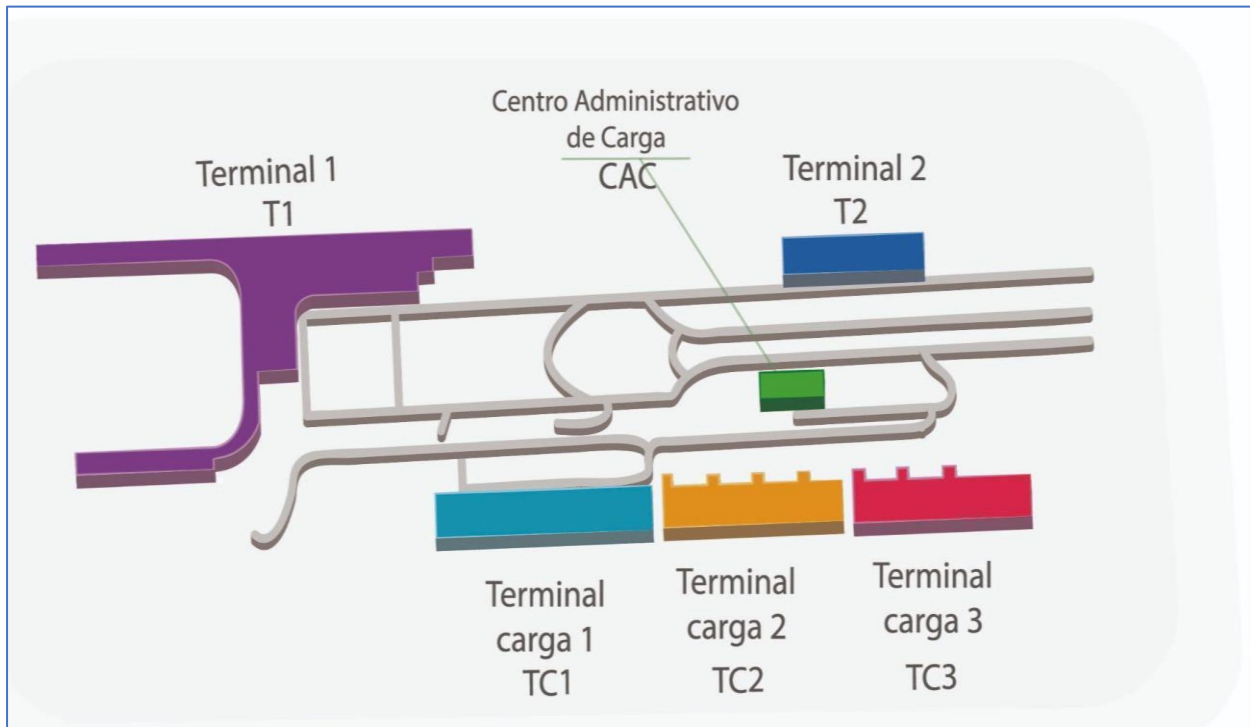 Centro Administrativo
de Carga
CAC
Terminal 1
T1
Terminal 2
T2
Terminal
carga 1
TC1
Terminal
carga 2
TC2
Terminal
carga 3
TC3